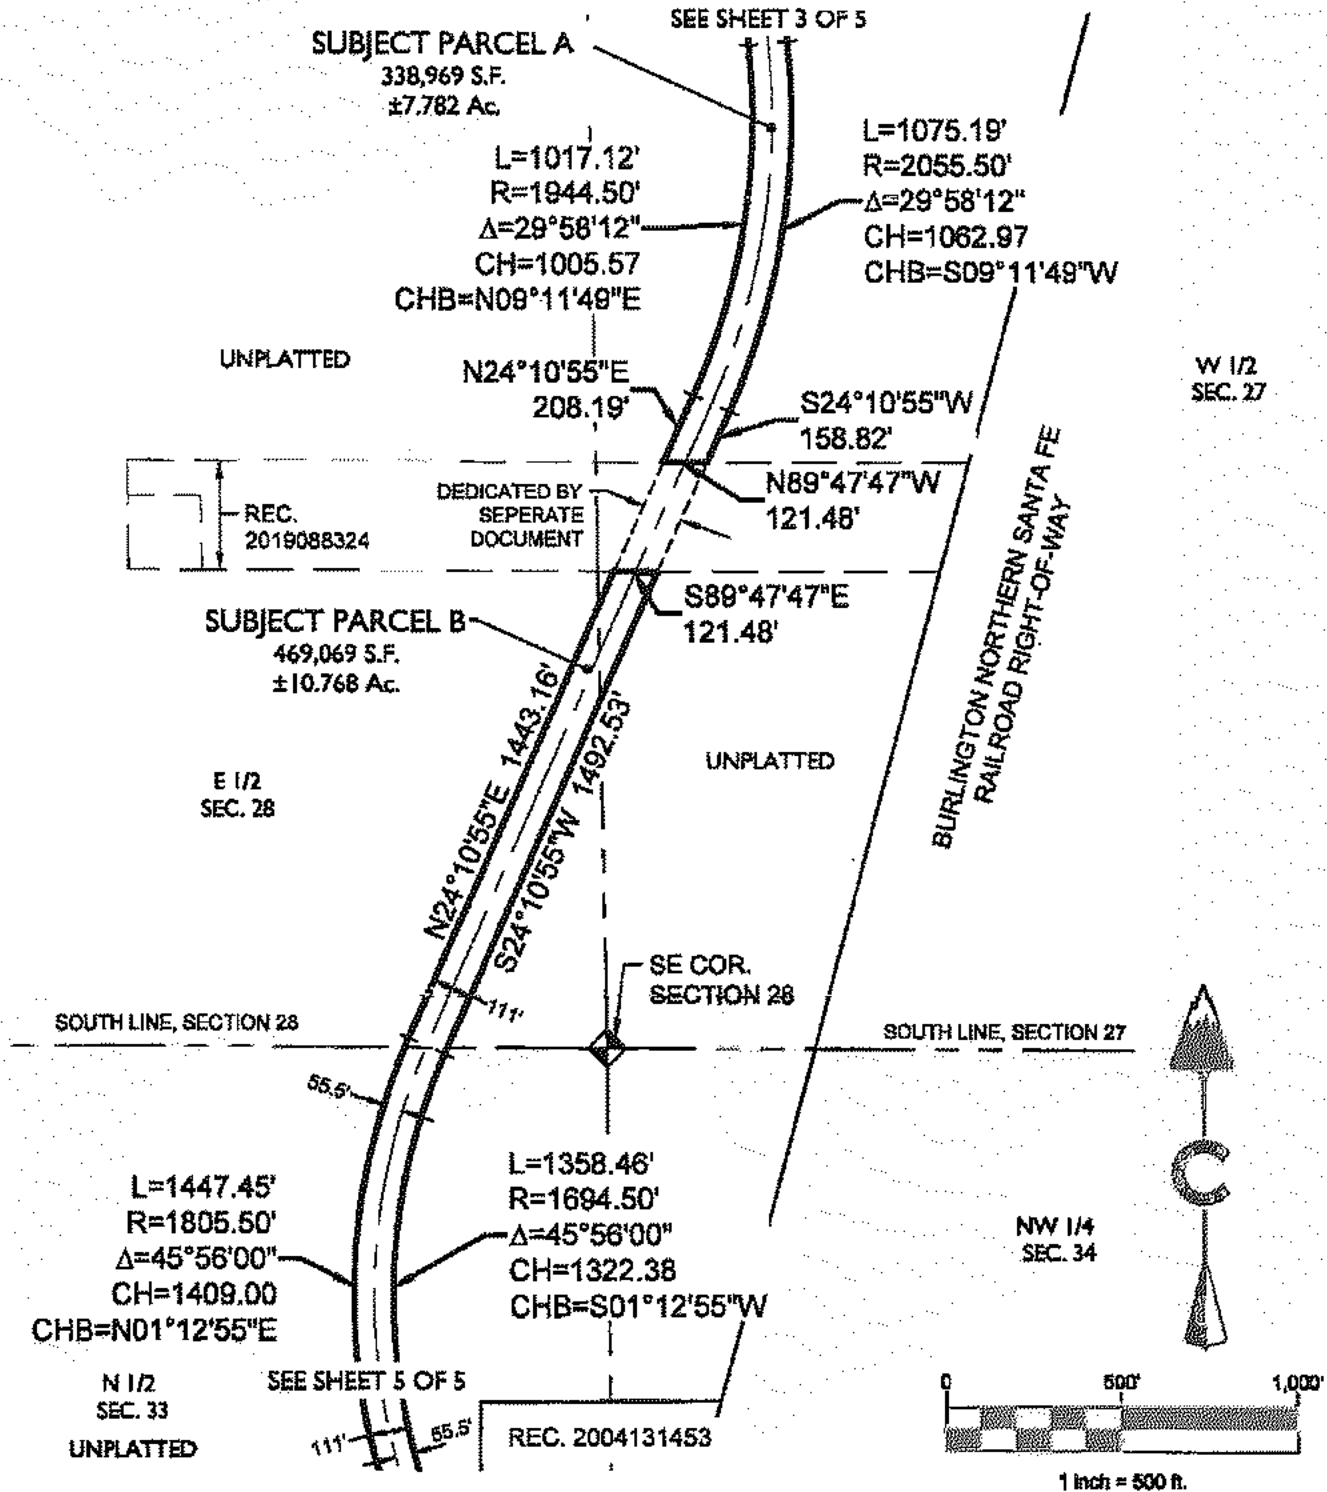 SEE SHEET 3 OF 5
SUBJECT PARCEL A
338,969 S.F.
±7.782 Ac.
L=1017.12'
R=1944.50'
Δ=29°58'12"
CH=1005.57
CHB=N09°11'49"E
L=1075.19'
R=2055.50'
Δ=29°58'12"
CH=1062.97
CHB=S09°11'49"W
UNPLATTED
W 1/2
SEC. 27
N24°10'55"E
208.19'
S24°10'55"W
158.82'
N89°47'47"W
121.48'
REC.
2019088324
DEDICATED BY
SEPERATE
DOCUMENT
S89°47'47"E
121.48'
BURLINGTON NORTHERN SANTA FE
RAILROAD RIGHT-OF-WAY
SUBJECT PARCEL B
469,069 S.F.
±10.768 Ac.
N24°10'55"E 1443.16'
S24°10'55"W 1492.53'
UNPLATTED
E 1/2
SEC. 28
SE COR.
SECTION 28
111'
SOUTH LINE, SECTION 28
SOUTH LINE, SECTION 27
55.5'
L=1447.45'
R=1805.50'
Δ=45°56'00"
CH=1409.00
CHB=N01°12'55"E
L=1358.46'
R=1694.50'
Δ=45°56'00"
CH=1322.38
CHB=S01°12'55"W
NW 1/4
SEC. 34
C
N 1/2
SEC. 33
UNPLATTED
SEE SHEET 5 OF 5
111'
55.5'
REC. 2004131453
0 500' 1,000'
1 inch = 500 ft.